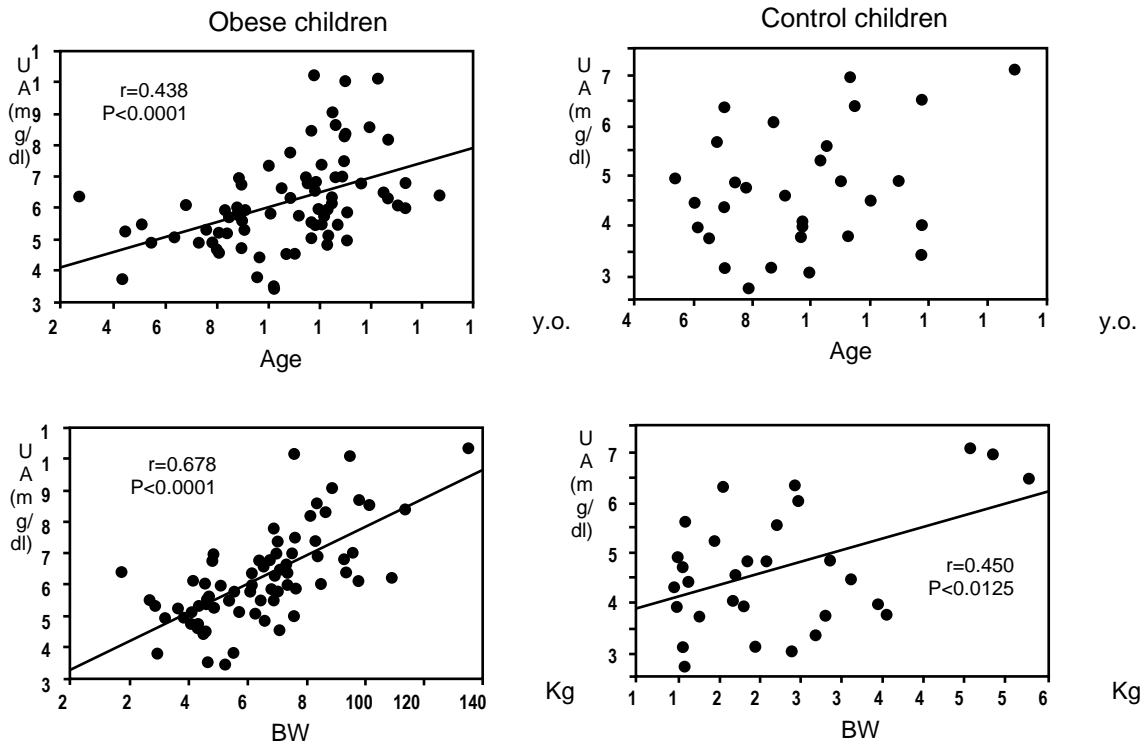 Obese children
Control children
U
A
(m
g/
dl)
1
1
9
8
7
6
5
4
3
r=0.438
P<0.0001
2 4 6 8 1 1 1 1 1
y.o.
Age
U
A
(m
g/
dl)
7
6
5
4
3
4 6 8 1 1 1 1 1
y.o.
Age
U
A
(m
g/
dl)
1
1
9
8
7
6
5
4
3
r=0.678
P<0.0001
2 2 4 6 8 100 120 140
Kg
BW
U
A
(m
g/
dl)
7
6
5
4
3
r=0.450
P<0.0125
1 1 2 2 3 3 4 4 5 5 6
Kg
BW